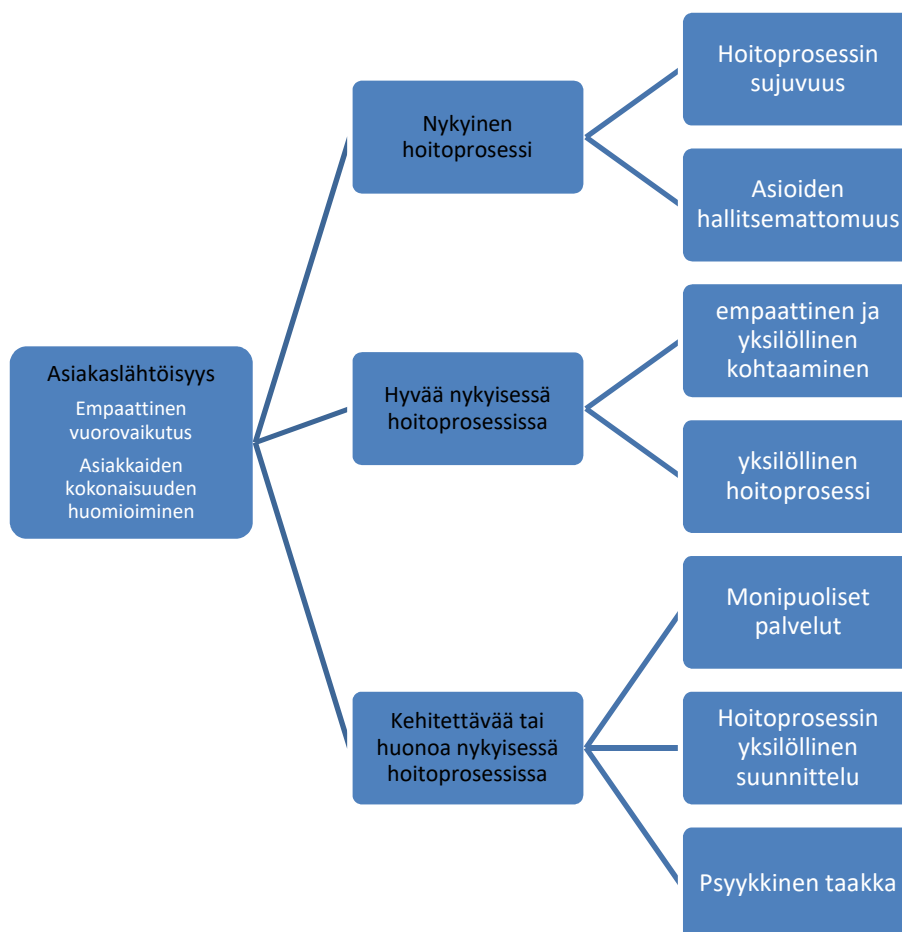 Asiakaslähtöisyys
Empaattinen
vuorovaikutus
Asiakkaiden
kokonaisuuden
huomioiminen
Nykyinen
hoitoprosessi
Hoitoprosessin
sujuvuus
Asioiden
hallitsemattomuus
Hyvää nykyisessä
hoitoprosessissa
empaattinen ja
yksilöllinen
kohtaaminen
yksilöllinen
hoitoprosessi
Kehitettävää tai
huonoa nykyisessä
hoitoprosessissa
Monipuoliset
palvelut
Hoitoprosessin
yksilöllinen
suunnittelu
Psyykkinen taakka